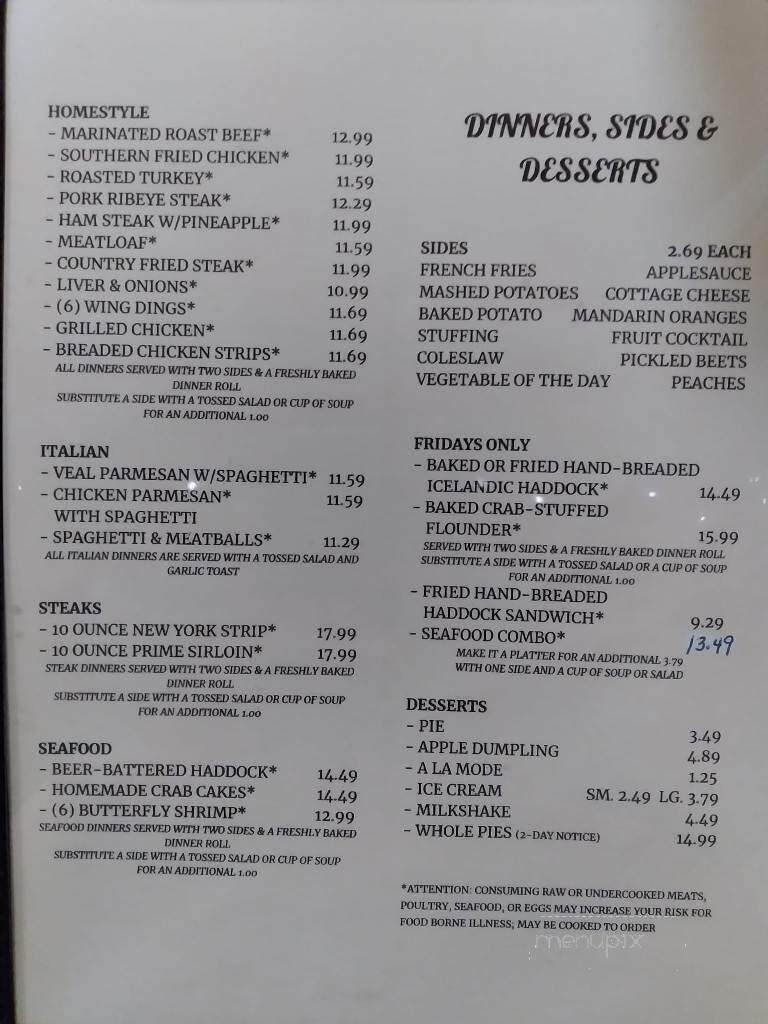 HOMESTYLE
- MARINATED ROAST BEEF* 12.99
- SOUTHERN FRIED CHICKEN* 11.99
- ROASTED TURKEY* 11.59
- PORK RIBEYE STEAK* 12.29
- HAM STEAK W/PINEAPPLE* 11.99
- MEATLOAF* 11.59
- COUNTRY FRIED STEAK* 11.99
- LIVER & ONIONS* 10.99
- (6) WING DINGS* 11.69
- GRILLED CHICKEN* 11.69
- BREADED CHICKEN STRIPS* 11.69
ALL DINNERS SERVED WITH TWO SIDES & A FRESHLY BAKED
DINNER ROLL
SUBSTITUTE A SIDE WITH A TOSSED SALAD OR CUP OF SOUP
FOR AN ADDITIONAL 1.00
ITALIAN
- VEAL PARMESAN W/SPAGHETTI* 11.59
- CHICKEN PARMESAN* 11.59
WITH SPAGHETTI
- SPAGHETTI & MEATBALLS* 11.29
ALL ITALIAN DINNERS ARE SERVED WITH A TOSSED SALAD AND
GARLIC TOAST
STEAKS
- 10 OUNCE NEW YORK STRIP* 17.99
- 10 OUNCE PRIME SIRLOIN* 17.99
STEAK DINNERS SERVED WITH TWO SIDES & A FRESHLY BAKED
DINNER ROLL
SUBSTITUTE A SIDE WITH A TOSSED SALAD OR CUP OF SOUP
FOR AN ADDITIONAL 1.00
SEAFOOD
- BEER-BATTERED HADDOCK* 14.49
- HOMEMADE CRAB CAKES* 14.49
- (6) BUTTERFLY SHRIMP* 12.99
SEAFOOD DINNERS SERVED WITH TWO SIDES & A FRESHLY BAKED
DINNER ROLL
SUBSTITUTE A SIDE WITH A TOSSED SALAD OR CUP OF SOUP
FOR AN ADDITIONAL 1.00
DINNERS, SIDES &
DESSERTS
SIDES 2.69 EACH
FRENCH FRIES APPLESAUCE
MASHED POTATOES COTTAGE CHEESE
BAKED POTATO MANDARIN ORANGES
STUFFING FRUIT COCKTAIL
COLESLAW PICKLED BEETS
VEGETABLE OF THE DAY PEACHES
FRIDAYS ONLY
- BAKED OR FRIED HAND-BREADED
ICELANDIC HADDOCK* 14.49
- BAKED CRAB-STUFFED
FLOUNDER* 15.99
SERVED WITH TWO SIDES & A FRESHLY BAKED DINNER ROLL
SUBSTITUTE A SIDE WITH A TOSSED SALAD OR A CUP OF SOUP
FOR AN ADDITIONAL 1.00
- FRIED HAND-BREADED
HADDOCK SANDWICH* 9.29
- SEAFOOD COMBO* 13.49
MAKE IT A PLATTER FOR AN ADDITIONAL 3.79
WITH ONE SIDE AND A CUP OF SOUP OR SALAD
DESSERTS
- PIE 3.49
- APPLE DUMPLING 4.89
- A LA MODE 1.25
- ICE CREAM SM. 2.49 LG. 3.79
- MILKSHAKE 4.49
- WHOLE PIES (2-DAY NOTICE) 14.99
*ATTENTION: CONSUMING RAW OR UNDERCOOKED MEATS,
POULTRY, SEAFOOD, OR EGGS MAY INCREASE YOUR RISK FOR
FOOD BORNE ILLNESS; MAY BE COOKED TO ORDER
menupix